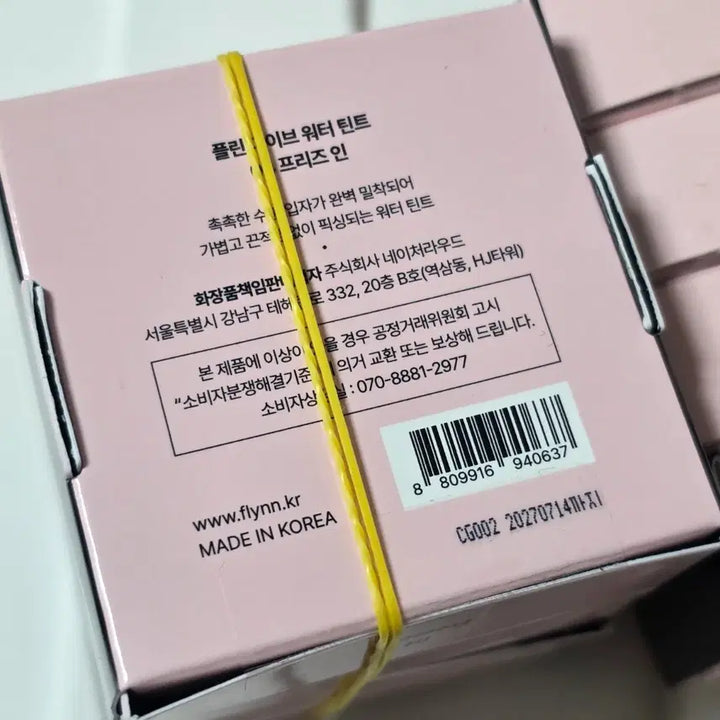 플린 이브 워터 틴트
프리즈 인
촉촉한 수 입자가 완벽 밀착되어
가볍고 끈적 없이 픽싱되는 워터 틴트
화장품책임판 자 주식회사 네이처라우드
서울특별시 강남구 테헤 로 332, 20층 B호(역삼동, HJ타워)
본 제품에 이상이 을 경우 공정거래위원회 고시
“소비자분쟁해결기준 의거 교환 또는 보상해 드립니다.
소비자상 실 : 070-8881-2977
8 809916 940637
www.flynn.kr
MADE IN KOREA
CG002 20270714까지